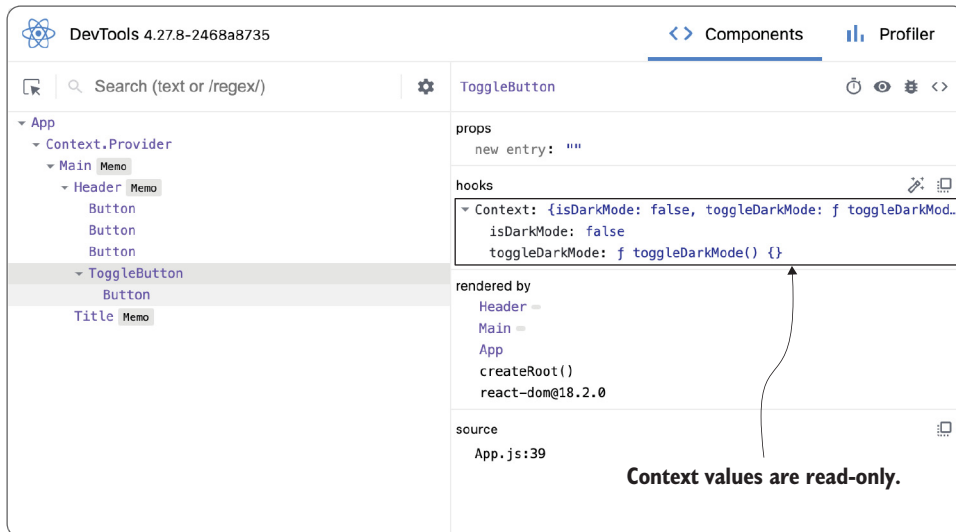 DevTools 4.27.8-2468a8735
Components
Profiler
Search (text or /regex/)
App
Context.Provider
Main Memo
Header Memo
Button
Button
Button
ToggleButton
Button
Title Memo
ToggleButton
props
new entry: ""
hooks
Context: {isDarkMode: false, toggleDarkMode: ƒ toggleDarkMod…
isDarkMode: false
toggleDarkMode: ƒ toggleDarkMode() {}
rendered by
Header
Main
App
createRoot()
react-dom@18.2.0
source
App.js:39
Context values are read-only.